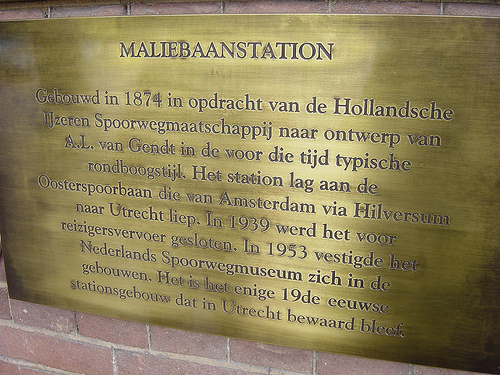 MALIEBAANSTATION
Gebouwd in 1874 in opdracht van de Hollandsche
IJzeren Spoorwegmaatschappij naar ontwerp van
A.L. van Gendt in de voor die tijd typische
rondboogstijl. Het station lag aan de
Oosterspoorbaan die van Amsterdam via Hilversum
naar Utrecht liep. In 1939 werd het voor
reizigersvervoer gesloten. In 1953 vestigde het
Nederlands Spoorwegmuseum zich in de
gebouwen. Het is het enige 19de eeuwse
stationsgebouw dat in Utrecht bewaard bleef.